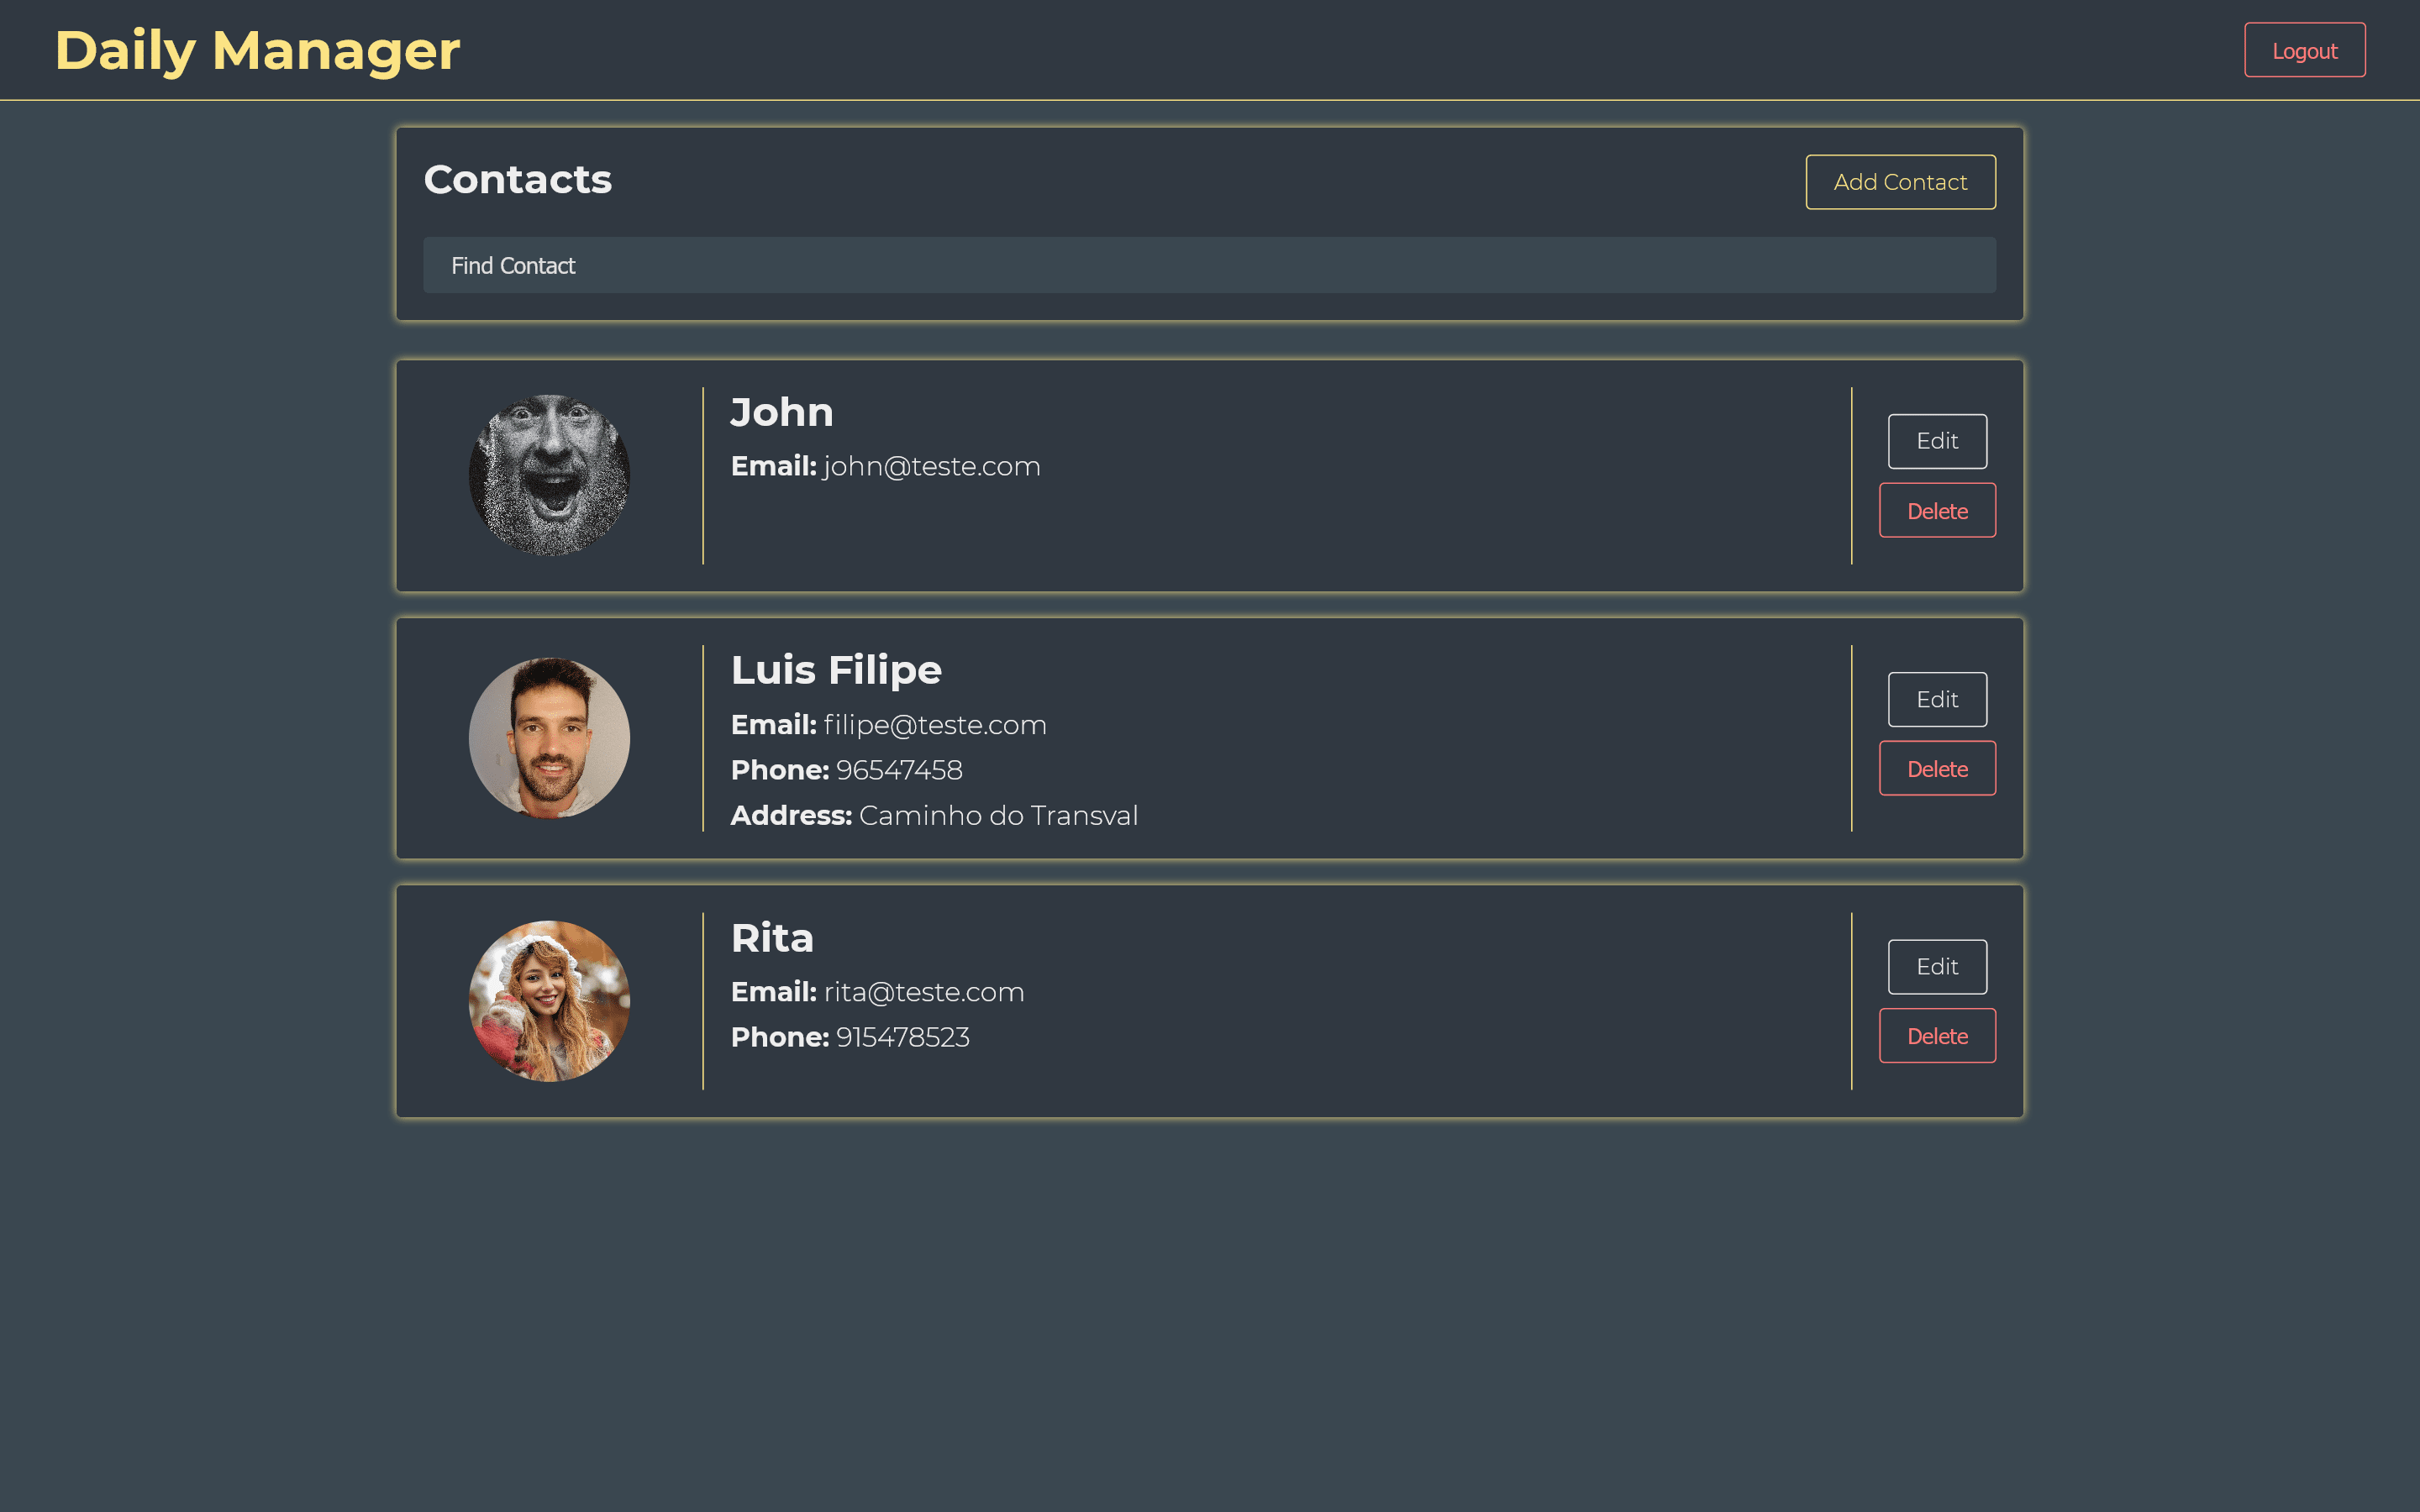 Daily Manager
Logout
Contacts
Add Contact
Find Contact
John
Email: john@teste.com
Edit
Delete
Luis Filipe
Email: filipe@teste.com
Phone: 96547458
Address: Caminho do Transval
Edit
Delete
Rita
Email: rita@teste.com
Phone: 915478523
Edit
Delete